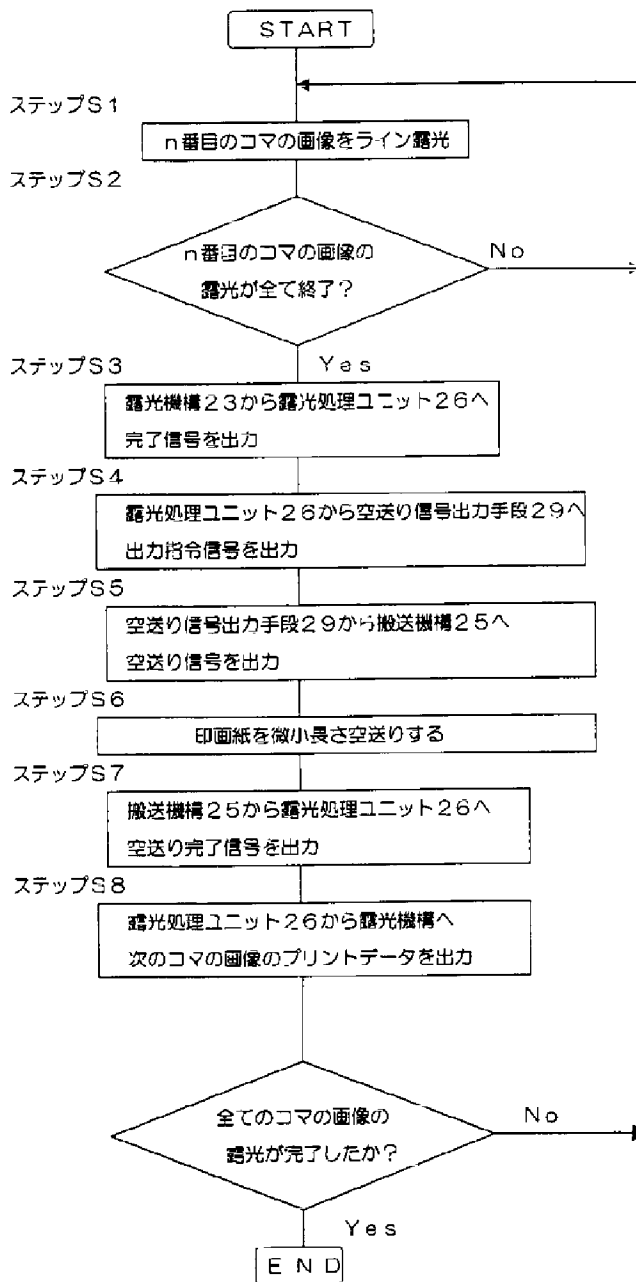 START
ステップS1
n番目のコマの画像をライン露光
ステップS2
n番目のコマの画像の
露光が全て終了？
No
Yes
ステップS3
露光機構23から露光処理ユニット26へ
完了信号を出力
ステップS4
露光処理ユニット26から空送り信号出力手段29へ
出力指令信号を出力
ステップS5
空送り信号出力手段29から搬送機構25へ
空送り信号を出力
ステップS6
印画紙を微小長さ空送りする
ステップS7
搬送機構25から露光処理ユニット26へ
空送り完了信号を出力
ステップS8
露光処理ユニット26から露光機構へ
次のコマの画像のプリントデータを出力
全てのコマの画像の
露光が完了したか？
No
Yes
END